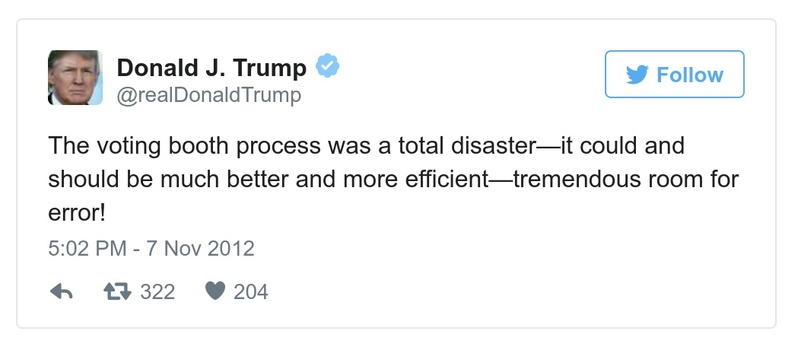 Donald J. Trump
@realDonaldTrump
Follow
The voting booth process was a total disaster—it could and
should be much better and more efficient—tremendous room for
error!
5:02 PM - 7 Nov 2012
322 204